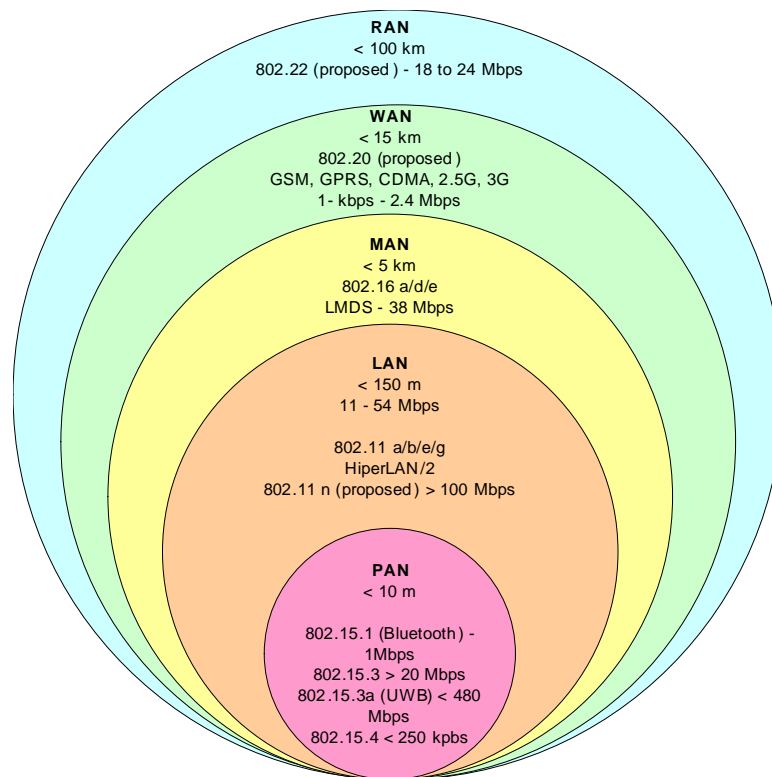 RAN
< 100 km
802.22 (proposed) - 18 to 24 Mbps
WAN
< 15 km
802.20 (proposed)
GSM, GPRS, CDMA, 2.5G, 3G
1- kbps - 2.4 Mbps
MAN
< 5 km
802.16 a/d/e
LMDS - 38 Mbps
LAN
< 150 m
11 - 54 Mbps
802.11 a/b/e/g
HiperLAN/2
802.11 n (proposed) > 100 Mbps
PAN
< 10 m
802.15.1 (Bluetooth) -
1Mbps
802.15.3 > 20 Mbps
802.15.3a (UWB) < 480
Mbps
802.15.4 < 250 kpbs